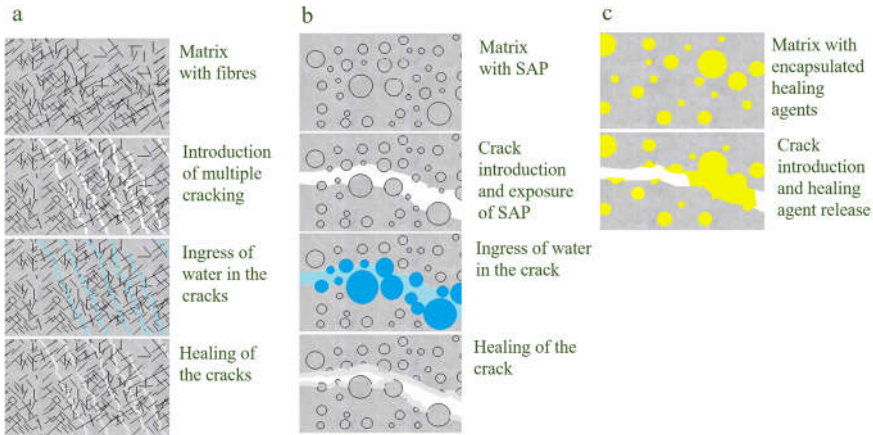 a
Matrix
with fibres
Introduction
of multiple
cracking
Ingress of
water in the
cracks
Healing of
the cracks
b
Matrix
with SAP
Crack
introduction
and exposure
of SAP
Ingress of water
in the crack
Healing of the
crack
c
Matrix with
encapsulated
healing
agents
Crack
introduction
and healing
agent release